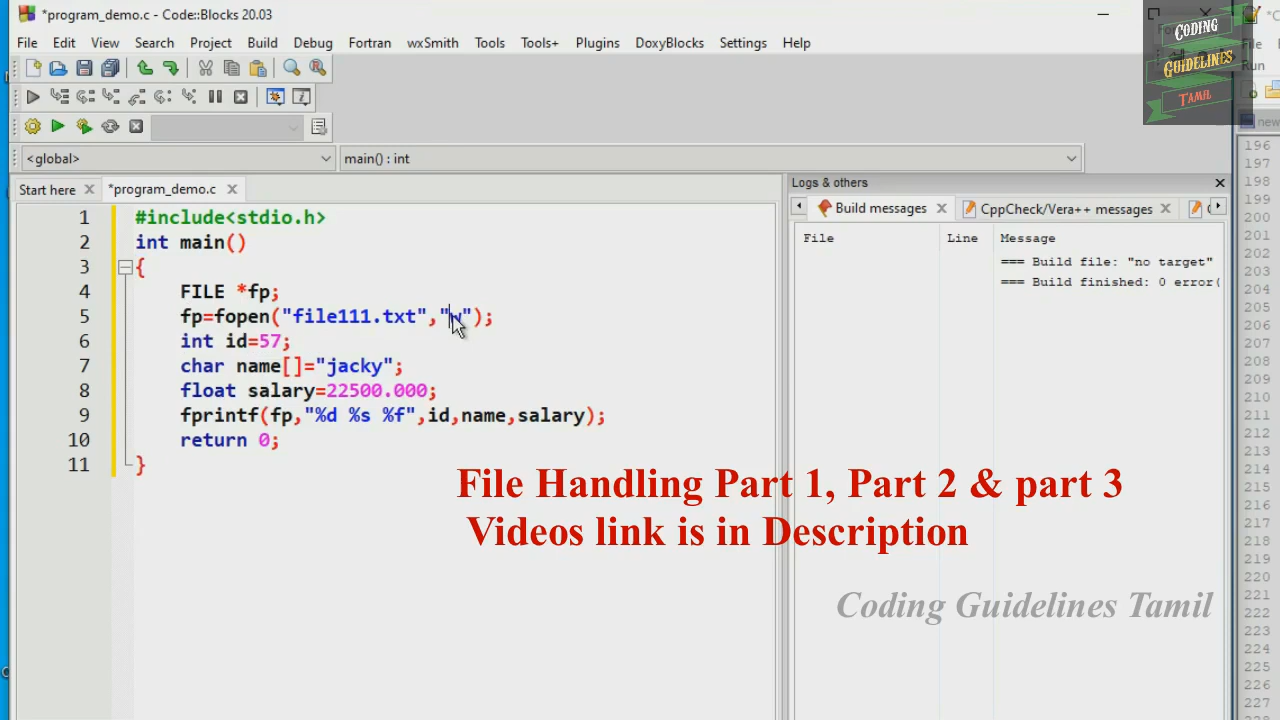 *program_demo.c - Code::Blocks 20.03
File Edit View Search Project Build Debug Fortran wxSmith Tools Tools+ Plugins DoxyBlocks Settings Help
CODING
GUIDELINES
TAMIL
<global> main() : int
Start here *program_demo.c
Logs & others
Build messages CppCheck/Vera++ messages
File Line Message
=== Build file: "no target"
=== Build finished: 0 error(
1 #include<stdio.h>
2 int main()
3 {
4 FILE *fp;
5 fp=fopen("file111.txt","w");
6 int id=57;
7 char name[]="jacky";
8 float salary=22500.000;
9 fprintf(fp,"%d %s %f",id,name,salary);
10 return 0;
11 }
File Handling Part 1, Part 2 & part 3
Videos link is in Description
Coding Guidelines Tamil
new
196
197
198
199
200
201
202
203
204
205
206
207
208
209
210
211
212
213
214
215
216
217
218
219
220
221
222
223
224
225
226
227